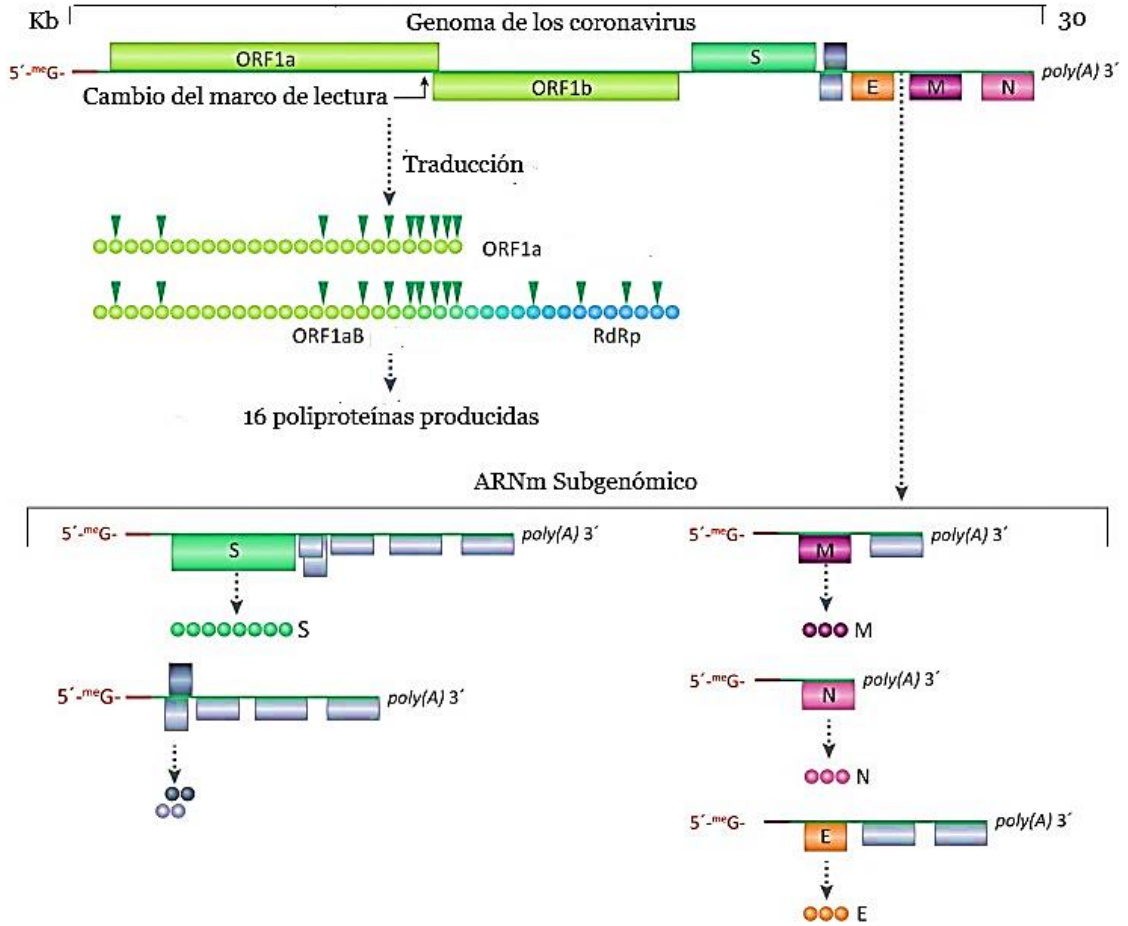 Kb Genoma de los coronavirus 30
ORF1a S
5´-meG- poly(A) 3´
Cambio del marco de lectura ORF1b E M N
Traducción
ORF1a
ORF1aB RdRp
16 poliproteínas producidas
ARNm Subgenómico
5´-meG- S poly(A) 3´
S
5´-meG- poly(A) 3´
5´-meG- M poly(A) 3´
M
5´-meG- N poly(A) 3´
N
5´-meG- E poly(A) 3´
E